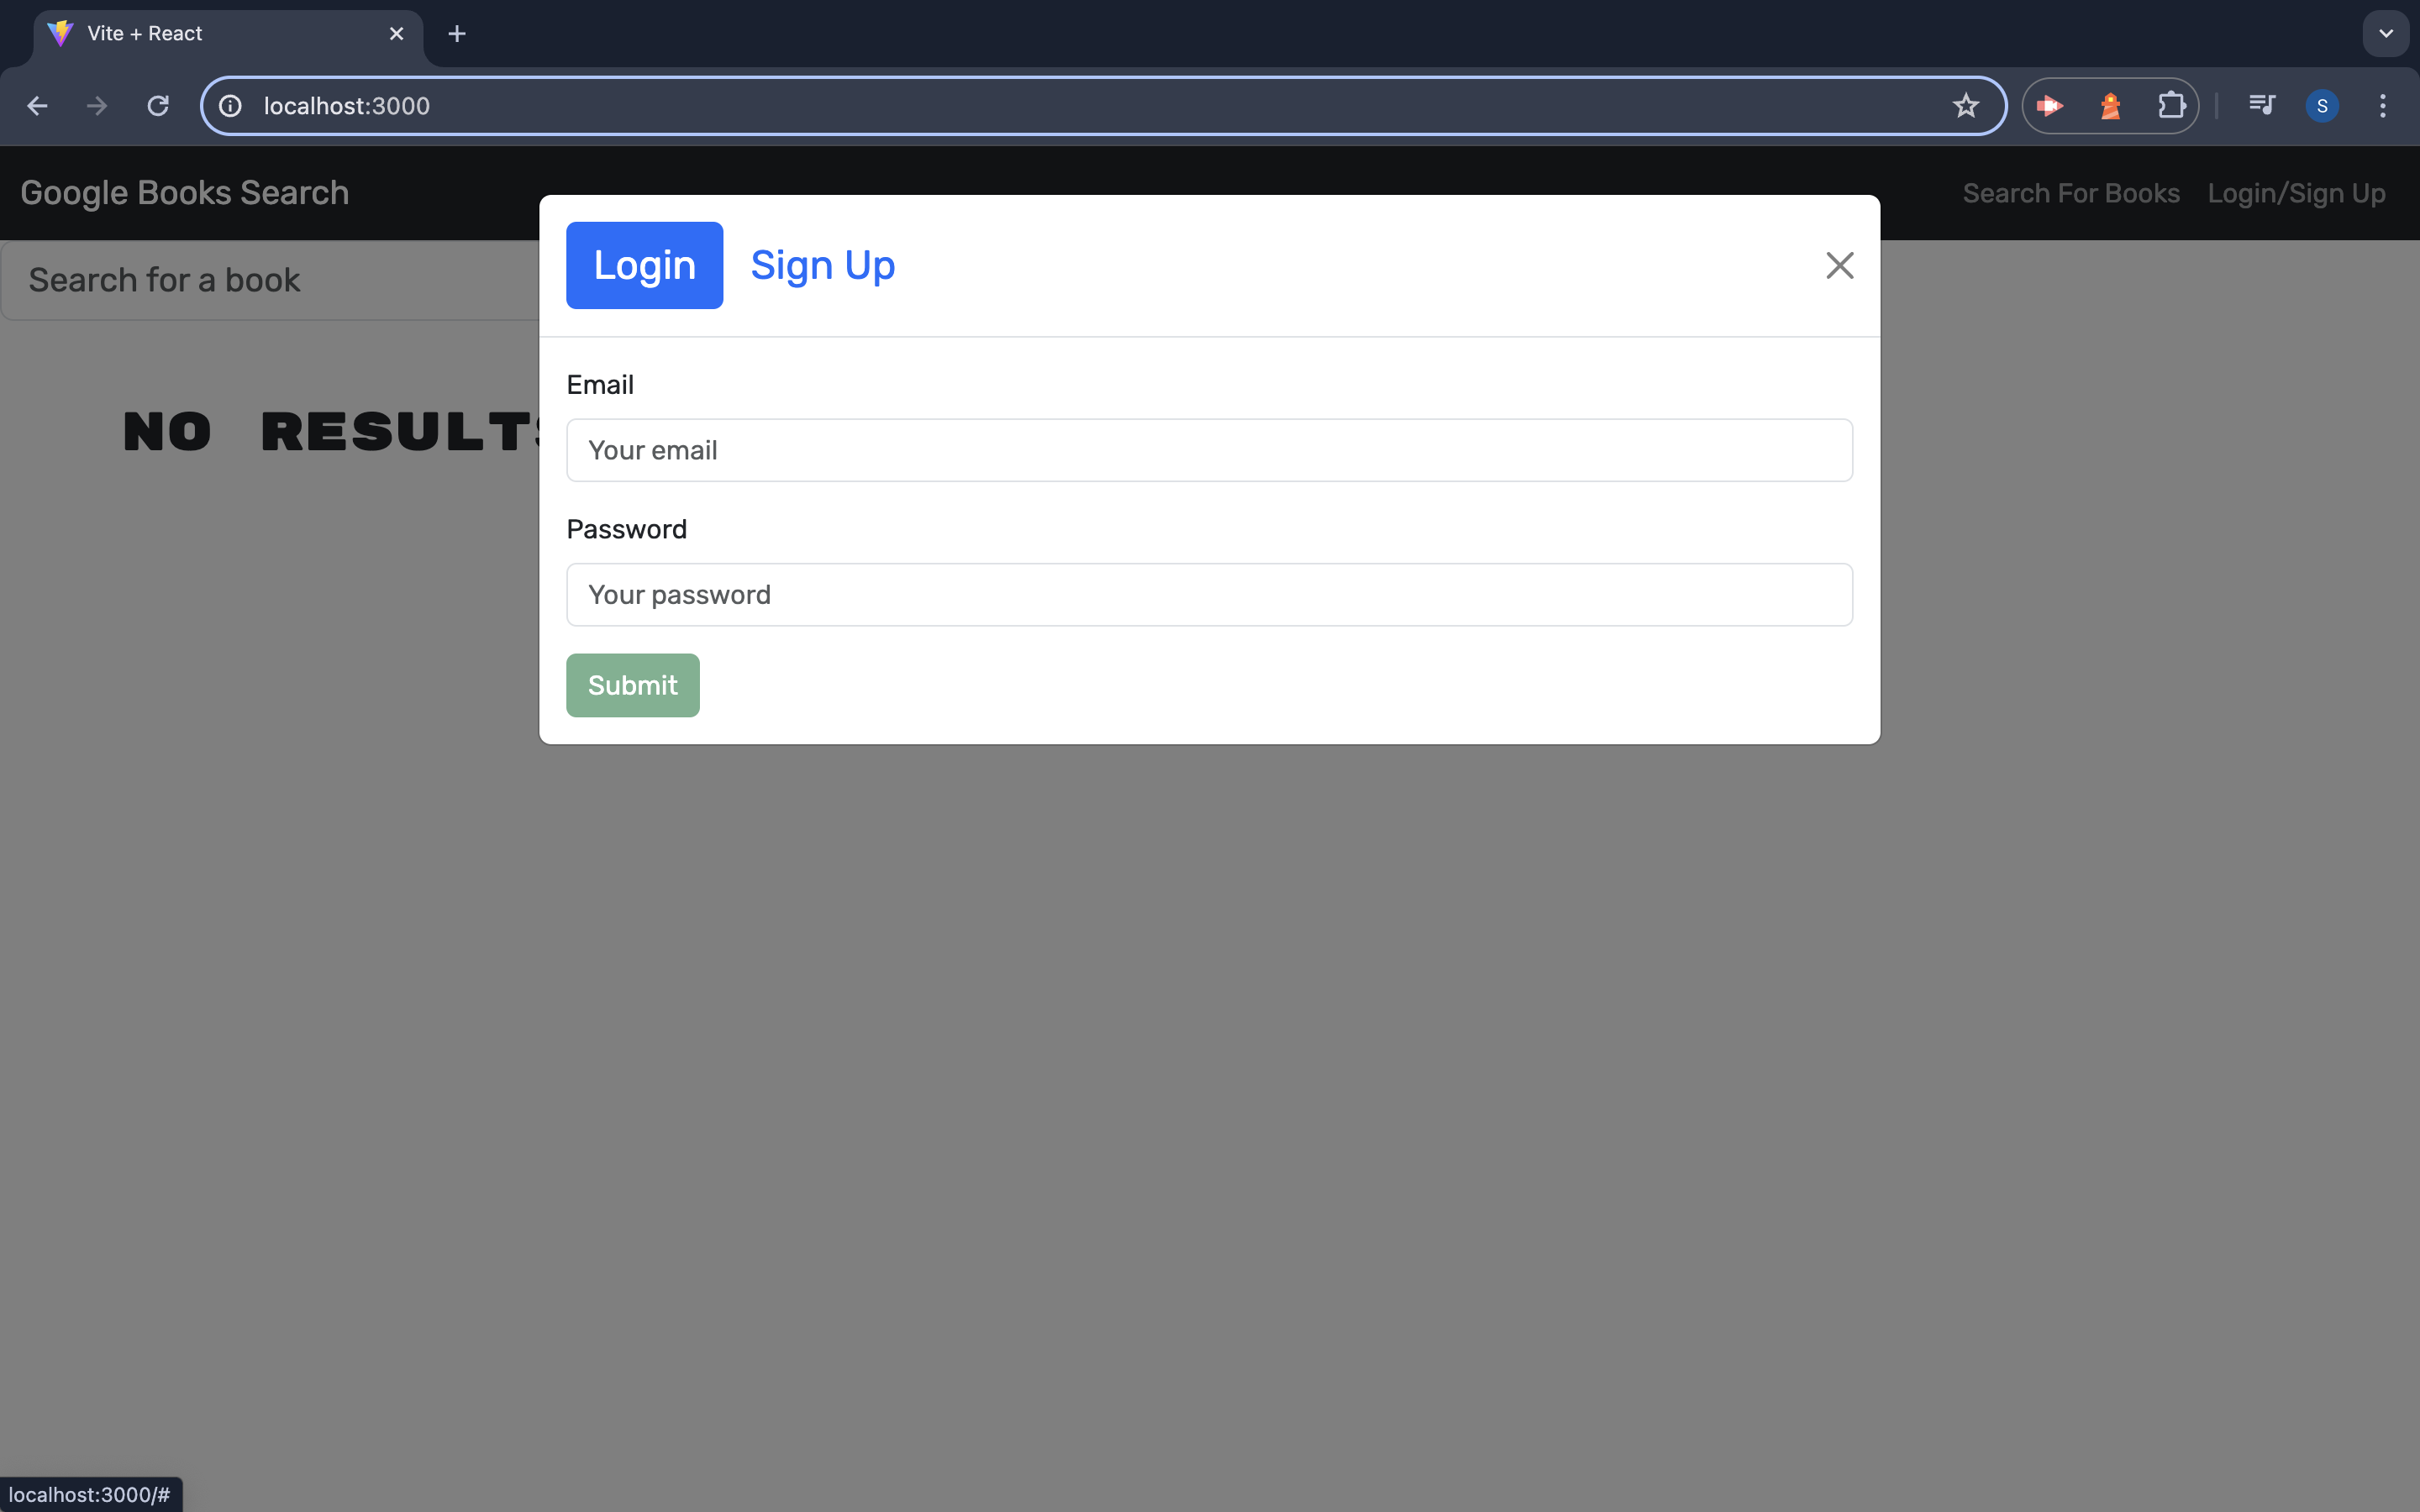 Vite + React
localhost:3000
S
Google Books Search
Search For Books
Login/Sign Up
Search for a book
NO RESULTS
Login
Sign Up
Email
Your email
Password
Your password
Submit
localhost:3000/#